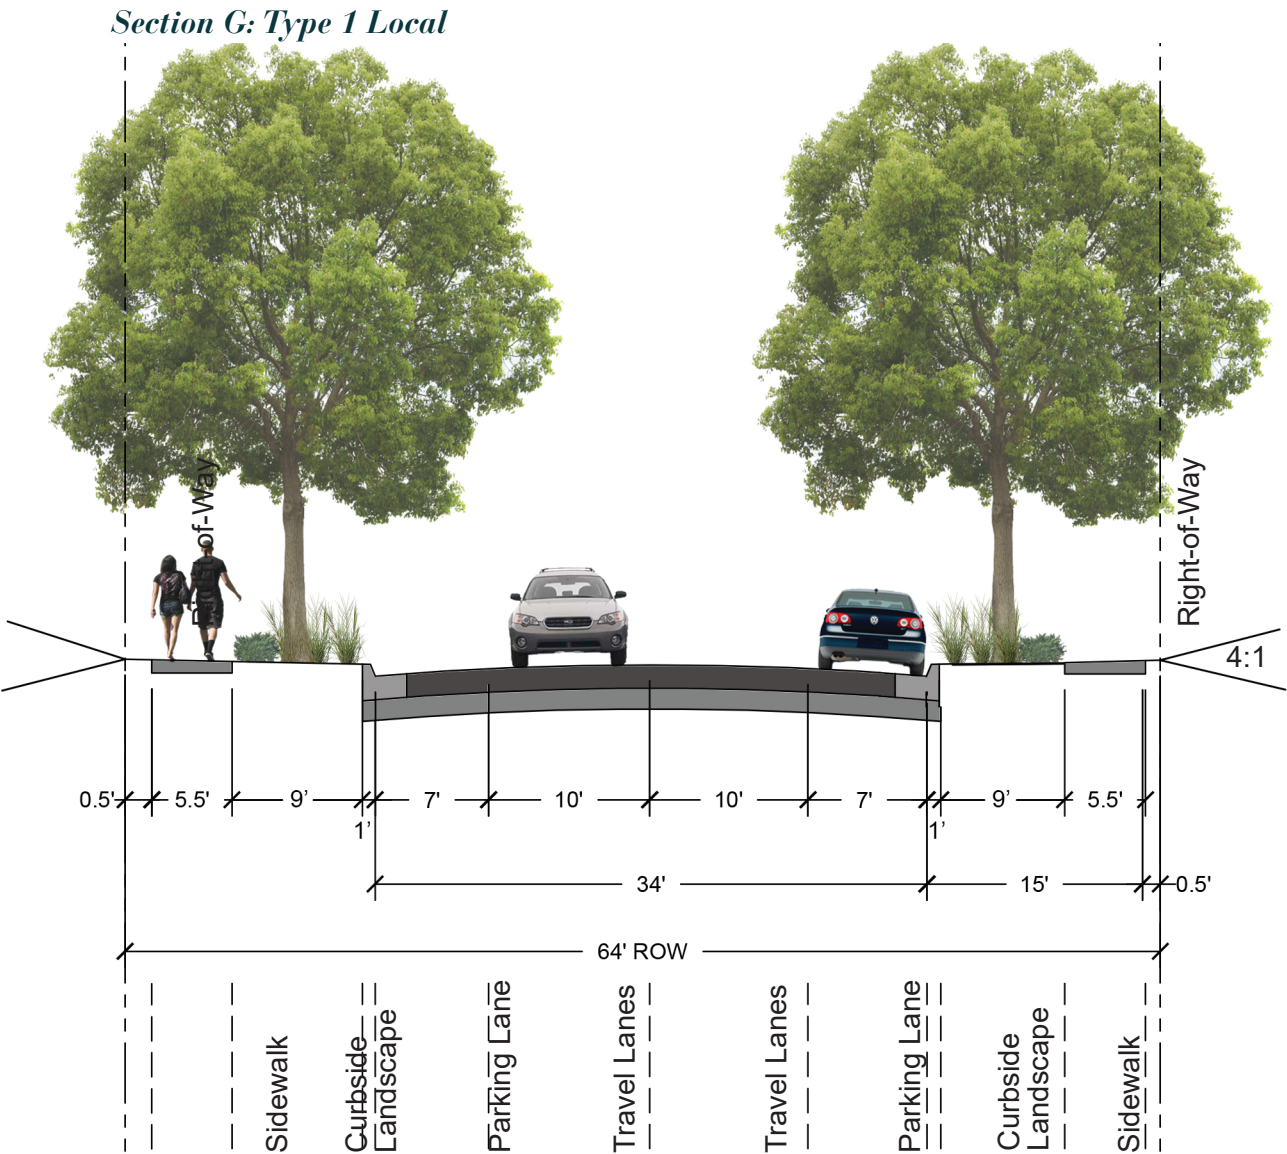 Section G: Type 1 Local
of-Way
Right-of-Way
4:1
0.5'
5.5'
9’
7'
10'
10'
7'
9’
5.5'
1’
1’
34'
15'
0.5'
64' ROW
Sidewalk
Curbside
Landscape
Parking Lane
Travel Lanes
Travel Lanes
Parking Lane
Curbside
Landscape
Sidewalk